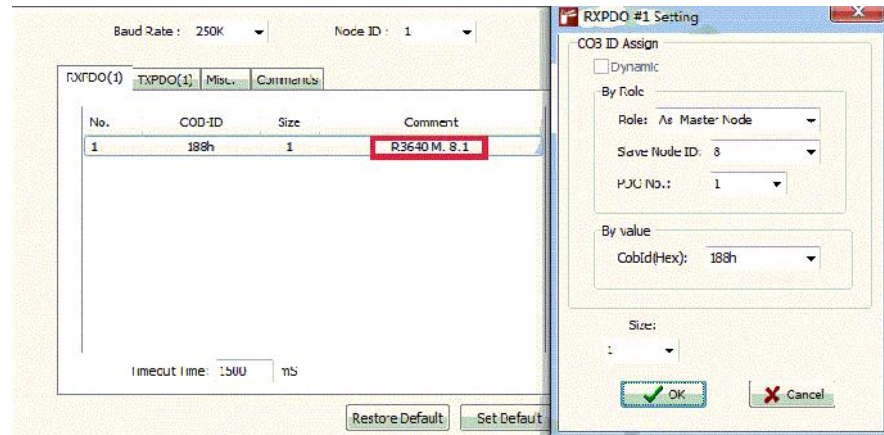 Baud Rate : 250K Node ID : 1
RXPDO(1) TXPDO(1) Misc. Commands
No. COB-ID Size Comment
1 188h 1 R3640 M. 8.1
Timeout Time: 1500 mS
Restore Default Set Default
RXPDO #1 Setting
COB ID Assign
Dynamic
By Role
Role: As Master Node
Slave Node ID: 8
PDO No.: 1
By value
CobId(Hex): 188h
Size:
1
OK Cancel